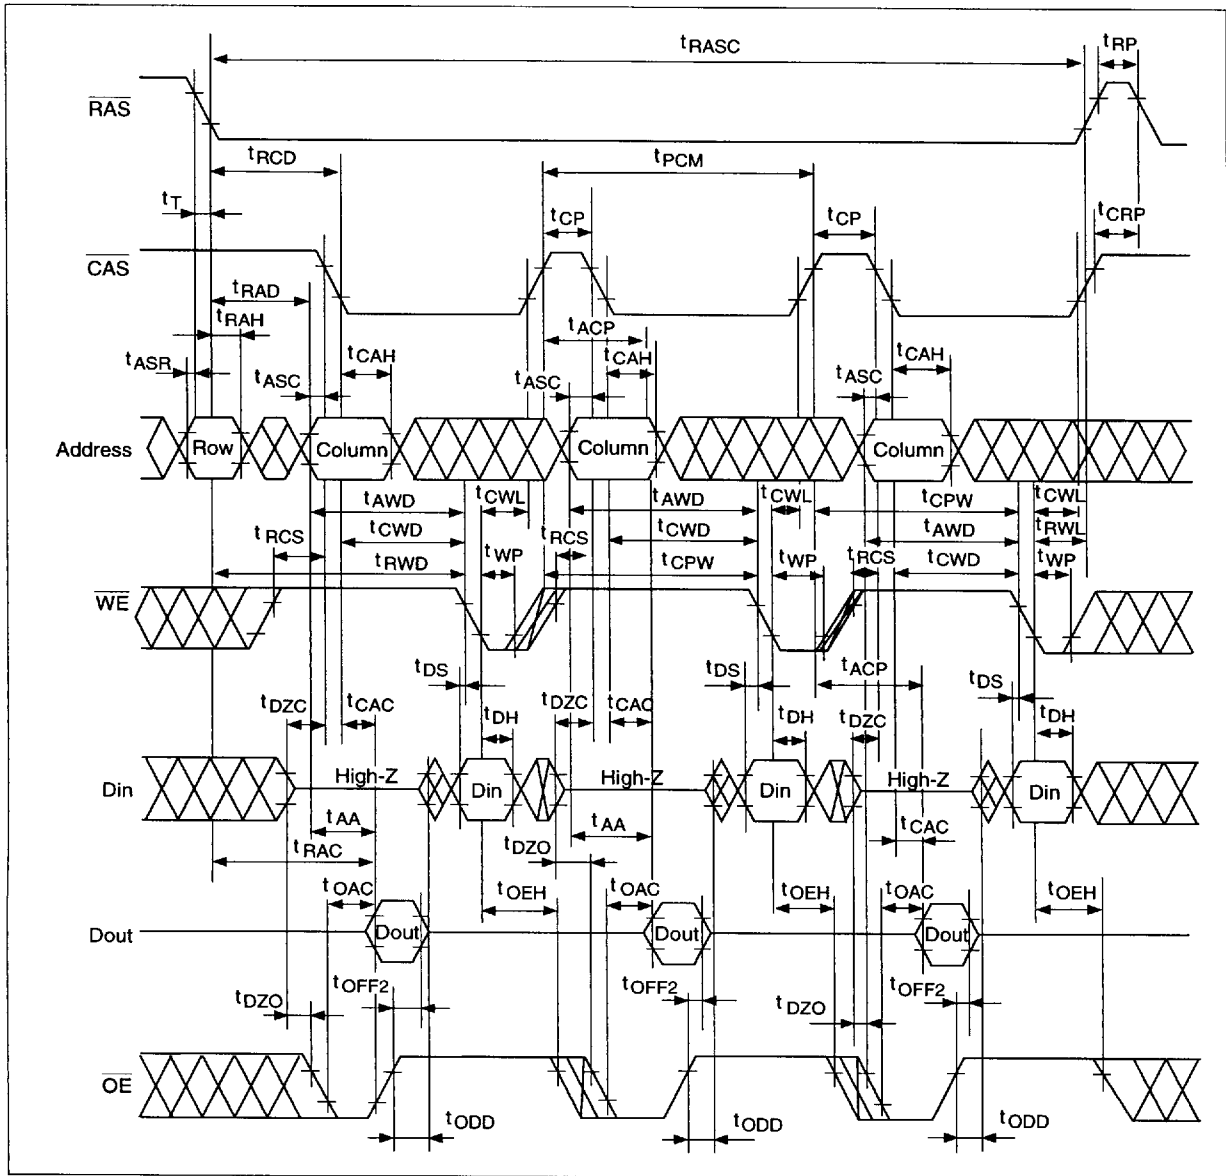 tRASC tRP
RAS
tRCD tPCM
tT tCP tCP tCRP
CAS
tRAD
tRAH tACP
tASR tCAH tCAH tCAH
tASC tASC tASC
Address Row Column Column Column
tAWD tCWL tAWD tCWL tCPW tCWL
tRCS tCWD tRCS tCWD tAWD tRWL
tRWD tWP tCPW tWP tRCS tCWD tWP
WE
tDS tDS tACP tDS
tDZC tCAC tDH tDZC tCAC tDH tDZC tDH
Din High-Z Din High-Z Din High-Z Din
tAA tAA tCAC
tRAC tDZO
tOAC tOEH tOAC tOEH tOAC tOEH
Dout Dout Dout Dout
tDZO tOFF2 tOFF2 tDZO tOFF2
OE
tODD tODD tODD